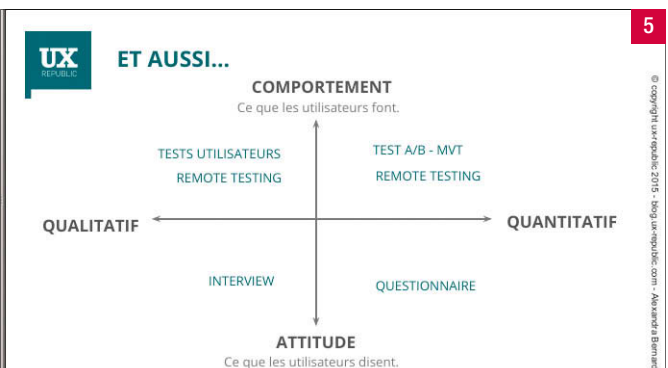 5
UX
REPUBLIC
ET AUSSI...
COMPORTEMENT
Ce que les utilisateurs font.
TESTS UTILISATEURS
REMOTE TESTING
TEST A/B - MVT
REMOTE TESTING
QUALITATIF
QUANTITATIF
INTERVIEW
QUESTIONNAIRE
ATTITUDE
Ce que les utilisateurs disent.
© copyright ux-republic 2015 - blog.ux-republic.com - Alexandra Bernard